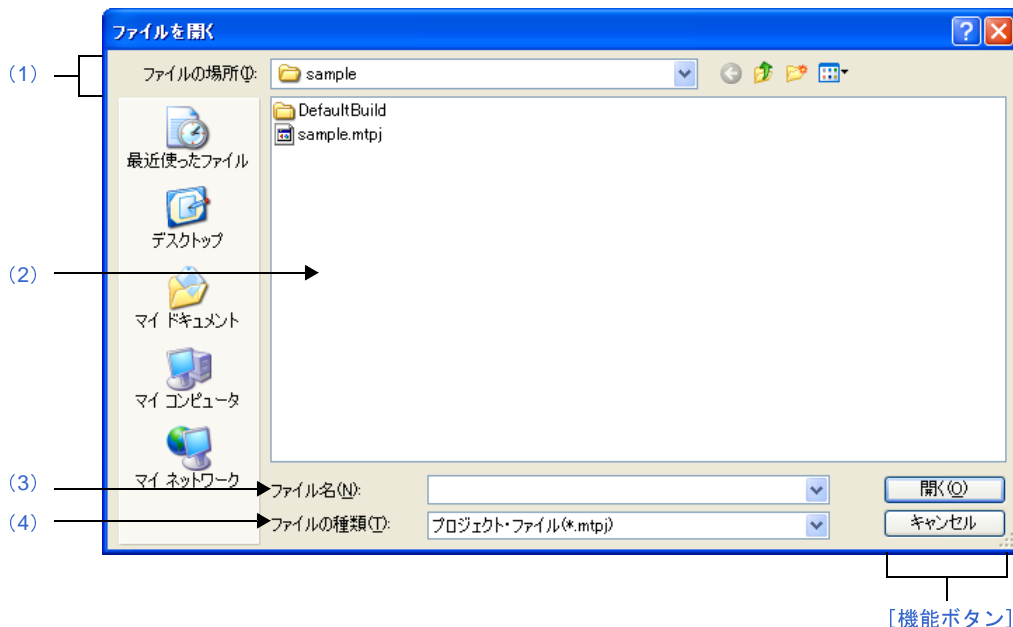 ファイルを開く
(1)
ファイルの場所(I):
sample
DefaultBuild
sample.mtpj
最近使ったファイル
デスクトップ
(2)
マイ ドキュメント
マイ コンピュータ
マイ ネットワーク
(3)
ファイル名(N):
開く(O)
(4)
ファイルの種類(T):
プロジェクト・ファイル(*.mtpj)
キャンセル
[機能ボタン]